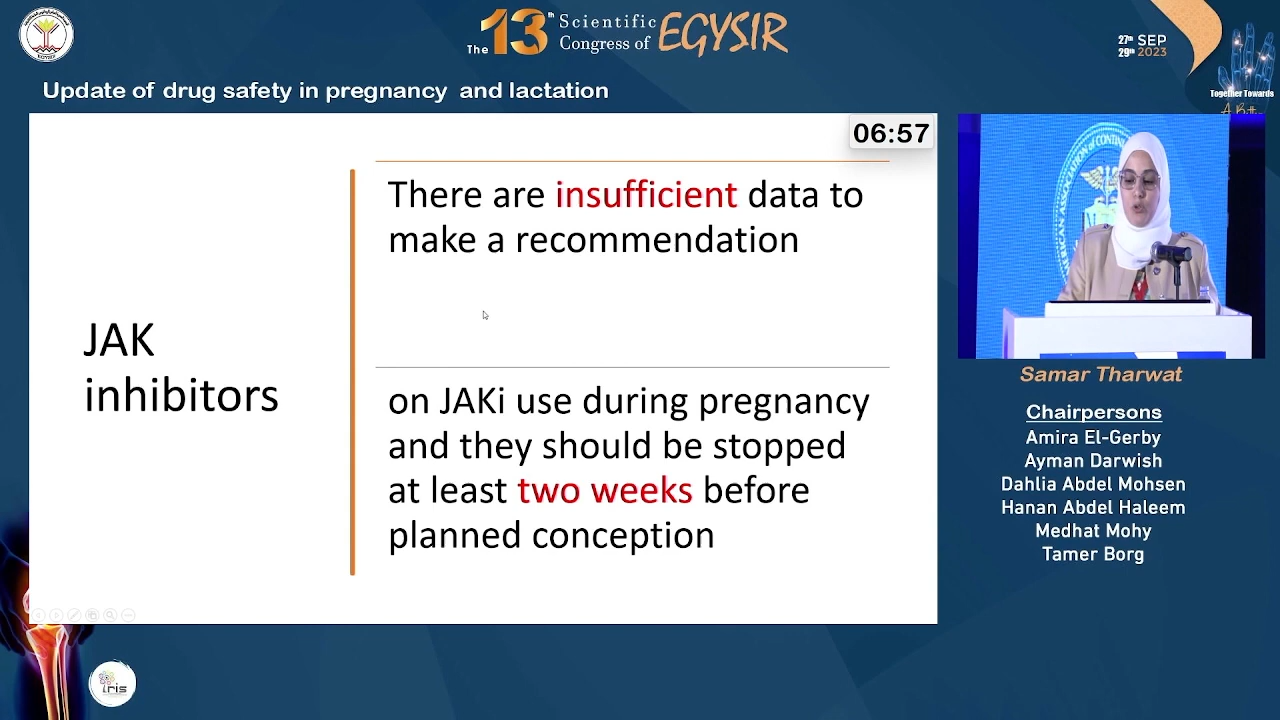 The 13th Scientific Congress of EGYSIR
27th SEP
29th 2023
Together Towards
Update of drug safety in pregnancy and lactation
06:57
There are insufficient data to
make a recommendation
JAK
inhibitors
on JAKi use during pregnancy
and they should be stopped
at least two weeks before
planned conception
Samar Tharwat
Chairpersons
Amira El-Gerby
Ayman Darwish
Dahlia Abdel Mohsen
Hanan Abdel Haleem
Medhat Mohy
Tamer Borg
iris